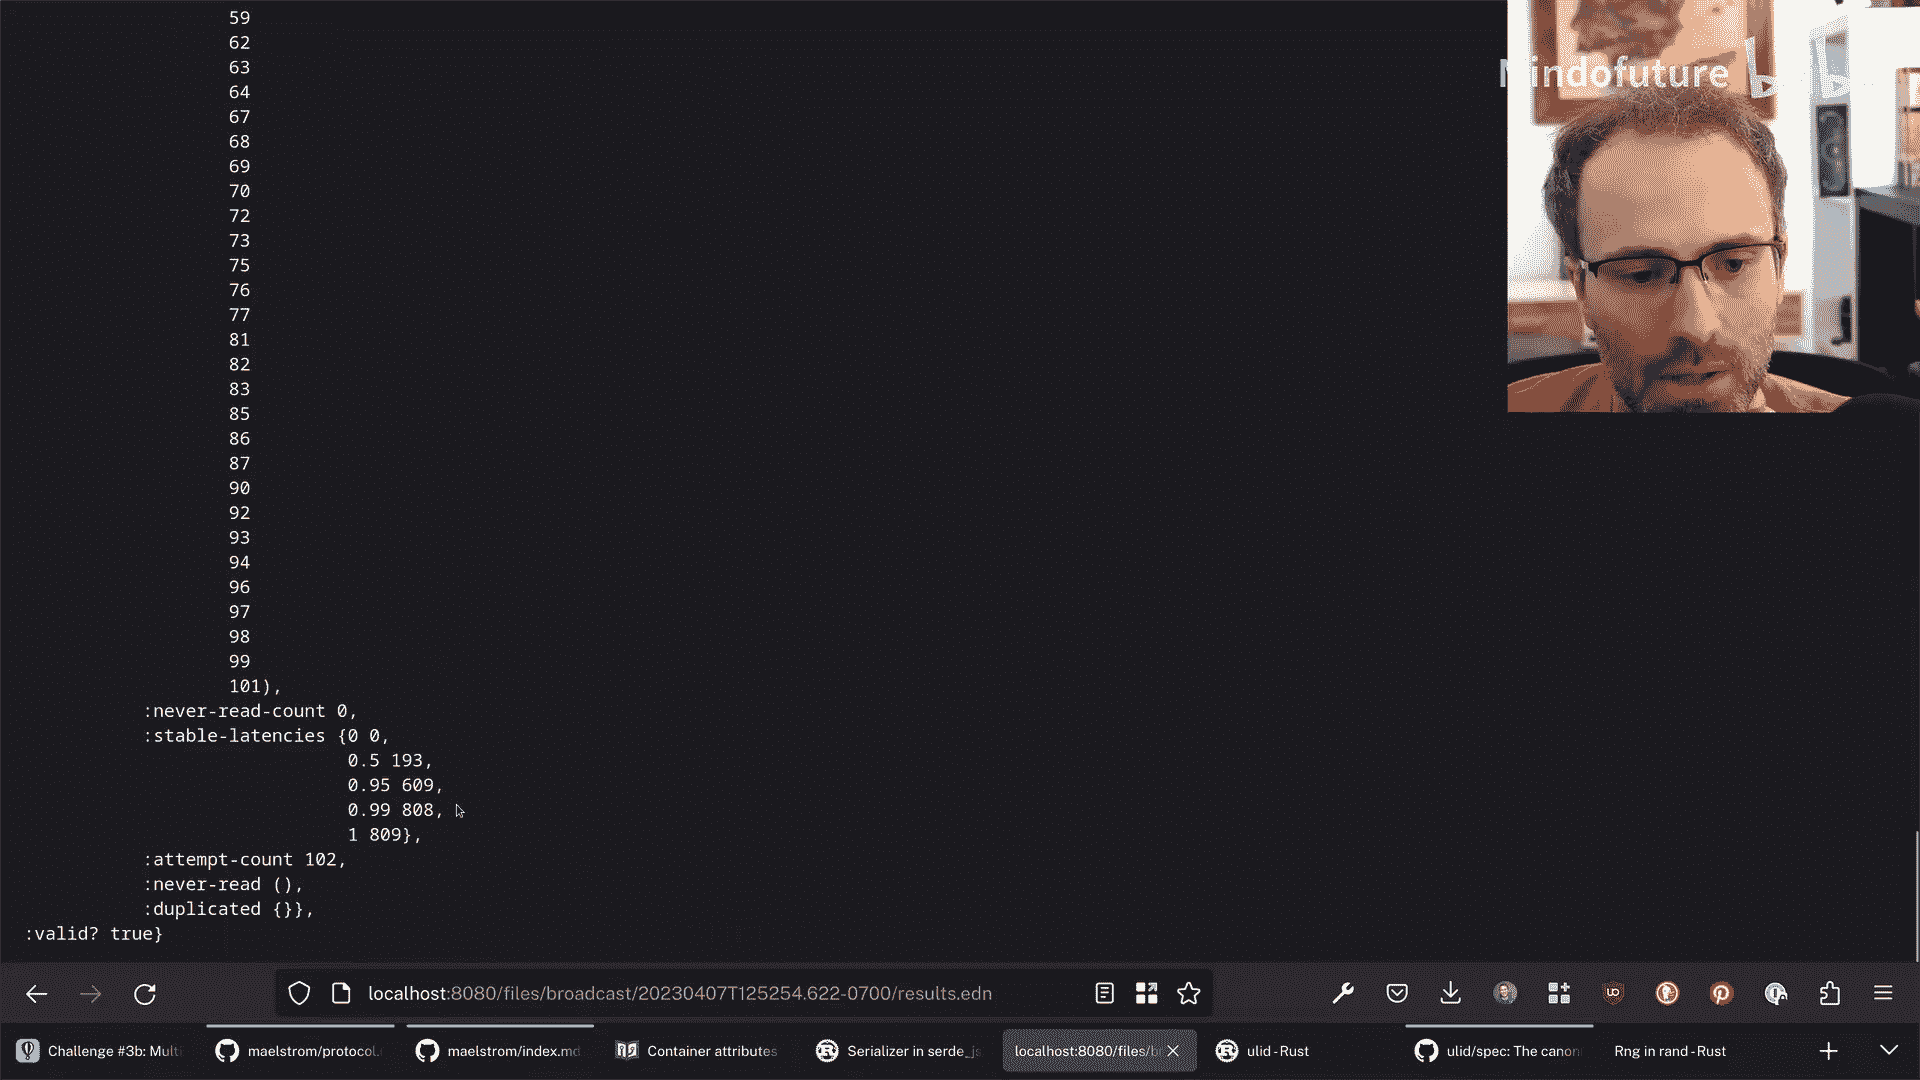 59
62
63
64
67
68
69
70
72
73
75
76
77
81
82
83
85
86
87
90
92
93
94
96
97
98
99
101),
:never-read-count 0,
:stable-latencies {0 0,
0.5 193,
0.95 609,
0.99 808,
1 809},
:attempt-count 102,
:never-read (),
:duplicated {}},
:valid? true}
Mindofuture
localhost:8080/files/broadcast/20230407T125254.622-0700/results.edn
Challenge #3b: Multi
maelstrom/protocol.
maelstrom/index.md
Container attributes
Serializer in serde_js
localhost:8080/files/br
ulid - Rust
ulid/spec: The canon
Rng in rand - Rust